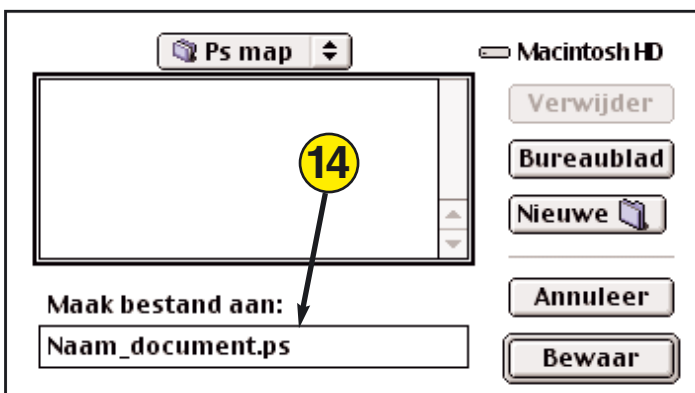 Ps map
Macintosh HD
Verwijder
Bureaublad
14
Nieuwe
Maak bestand aan:
Annuleer
Naam_document.ps
Bewaar